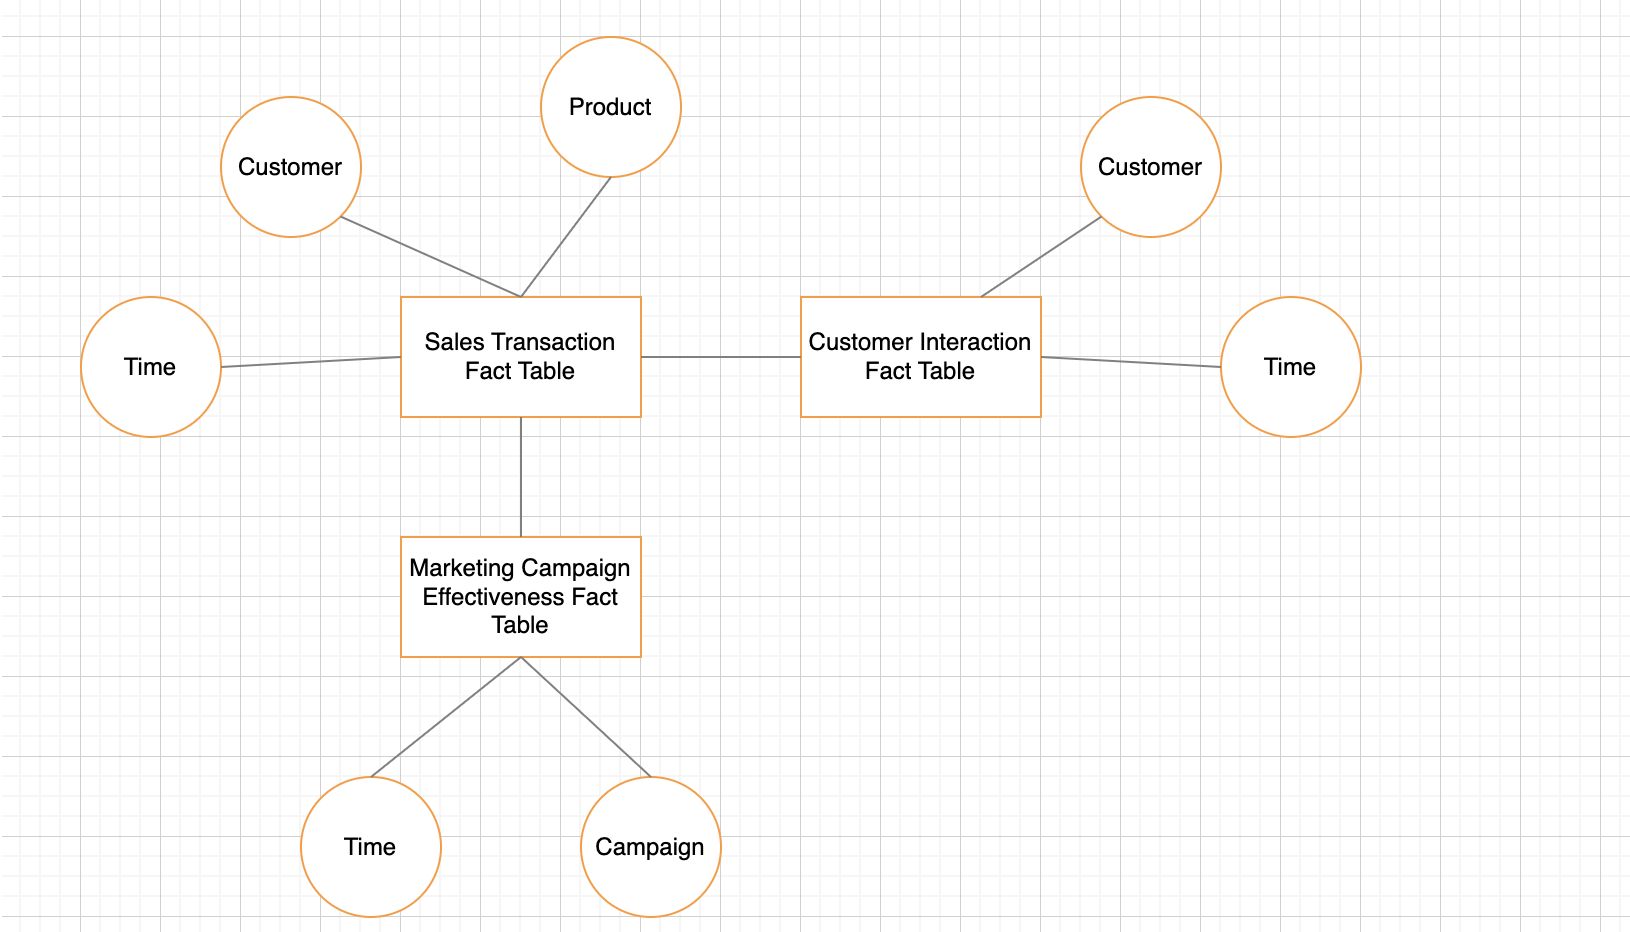 Product
Customer
Customer
Sales Transaction
Fact Table
Customer Interaction
Fact Table
Time
Time
Marketing Campaign
Effectiveness Fact
Table
Time
Campaign